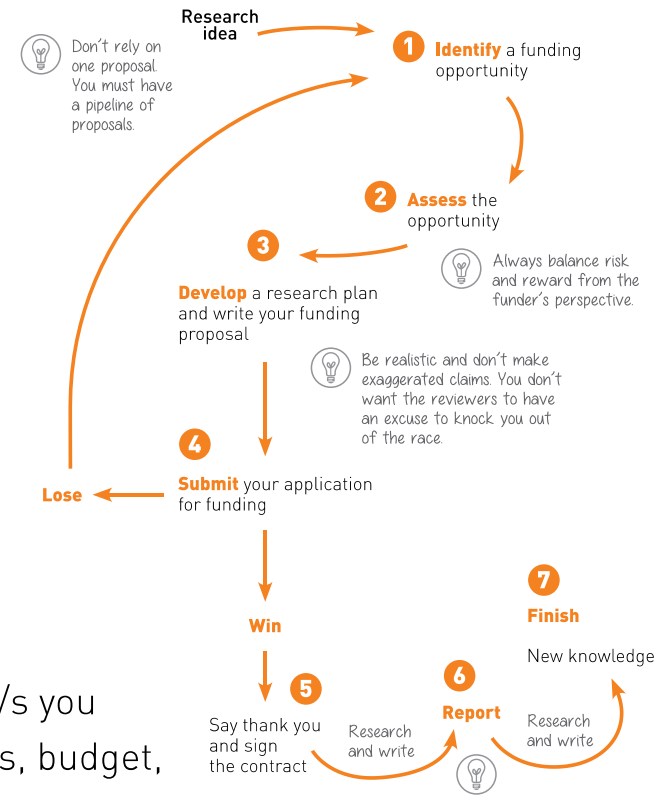 Research
idea
Don't rely on
one proposal.
You must have
a pipeline of
proposals.
1
Identify a funding
opportunity
2
Assess the
opportunity
Always balance risk
and reward from the
funder's perspective.
3
Develop a research plan
and write your funding
proposal
Be realistic and don't make
exaggerated claims. You don't
want the reviewers to have
an excuse to knock you out
of the race.
4
Submit your application
for funding
Lose
Win
5
Say thank you
and sign
the contract
Research
and write
6
Report
Research
and write
7
Finish
New knowledge
/s you
s, budget,